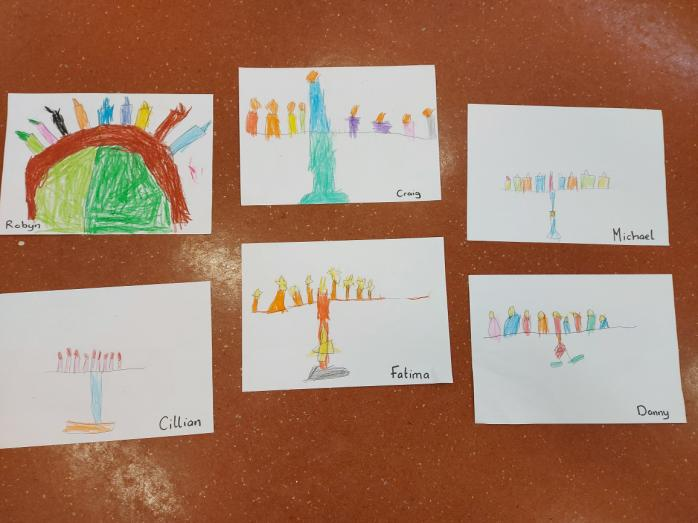 Robyn
Craig
Michael
Cillian
Fatima
Danny